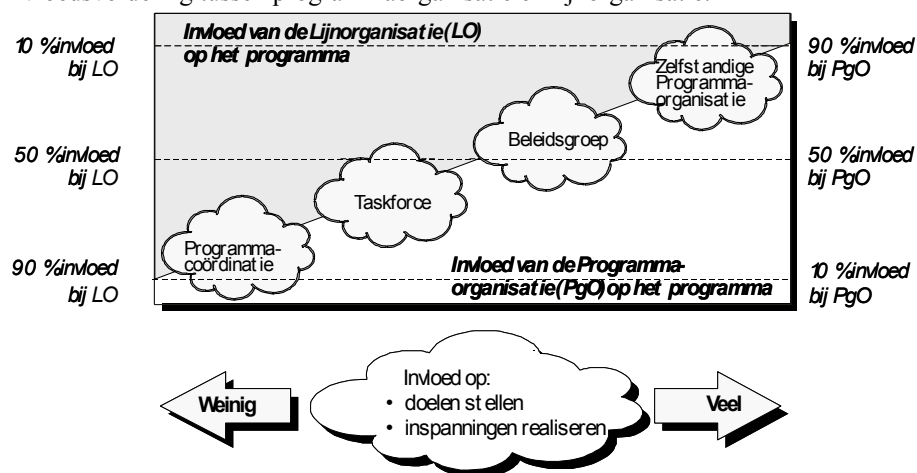 Invloed van de Lijnorganisatie (LO)
op het programma
10 % invloed
bij LO
90 % invloed
bij PgO
Zelfstandige
Programma-
organisatie
Beleidsgroep
50 % invloed
bij LO
50 % invloed
bij PgO
Taskforce
Programma-
coördinatie
90 % invloed
bij LO
Invloed van de Programma-
organisatie (PgO) op het programma
10 % invloed
bij PgO
Weinig
Invloed op:
• doelen stellen
• inspanningen realiseren
Veel